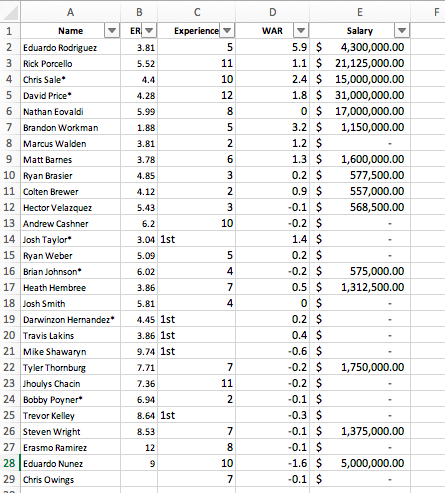 A B C D E F
1 Name ER Experience WAR Salary
2 Eduardo Rodriguez 3.81 5 5.9 $ 4,300,000.00
3 Rick Porcello 5.52 11 1.1 $ 21,125,000.00
4 Chris Sale* 4.4 10 2.4 $ 15,000,000.00
5 David Price* 4.28 12 1.8 $ 31,000,000.00
6 Nathan Eovaldi 5.99 8 0 $ 17,000,000.00
7 Brandon Workman 1.88 5 3.2 $ 1,150,000.00
8 Marcus Walden 3.81 2 1.2 $ -
9 Matt Barnes 3.78 6 1.3 $ 1,600,000.00
10 Ryan Brasier 4.85 3 0.2 $ 577,500.00
11 Colten Brewer 4.12 2 0.9 $ 557,000.00
12 Hector Velazquez 5.43 3 -0.1 $ 568,500.00
13 Andrew Cashner 6.2 10 -0.2 $ -
14 Josh Taylor* 3.04 1st 1.4 $ -
15 Ryan Weber 5.09 5 0.2 $ -
16 Brian Johnson* 6.02 4 -0.2 $ 575,000.00
17 Heath Hembree 3.86 7 0.5 $ 1,312,500.00
18 Josh Smith 5.81 4 0 $ -
19 Darwinzon Hernandez* 4.45 1st 0.2 $ -
20 Travis Lakins 3.86 1st 0.4 $ -
21 Mike Shawaryn 9.74 1st -0.6 $ -
22 Tyler Thornburg 7.71 7 -0.2 $ 1,750,000.00
23 Jhoulys Chacin 7.36 11 -0.2 $ -
24 Bobby Poyner* 6.94 2 -0.1 $ -
25 Trevor Kelley 8.64 1st -0.3 $ -
26 Steven Wright 8.53 7 -0.1 $ 1,375,000.00
27 Erasmo Ramirez 12 8 -0.1 $ -
28 Eduardo Nunez 9 10 -1.6 $ 5,000,000.00
29 Chris Owings 7 -0.1 $ -